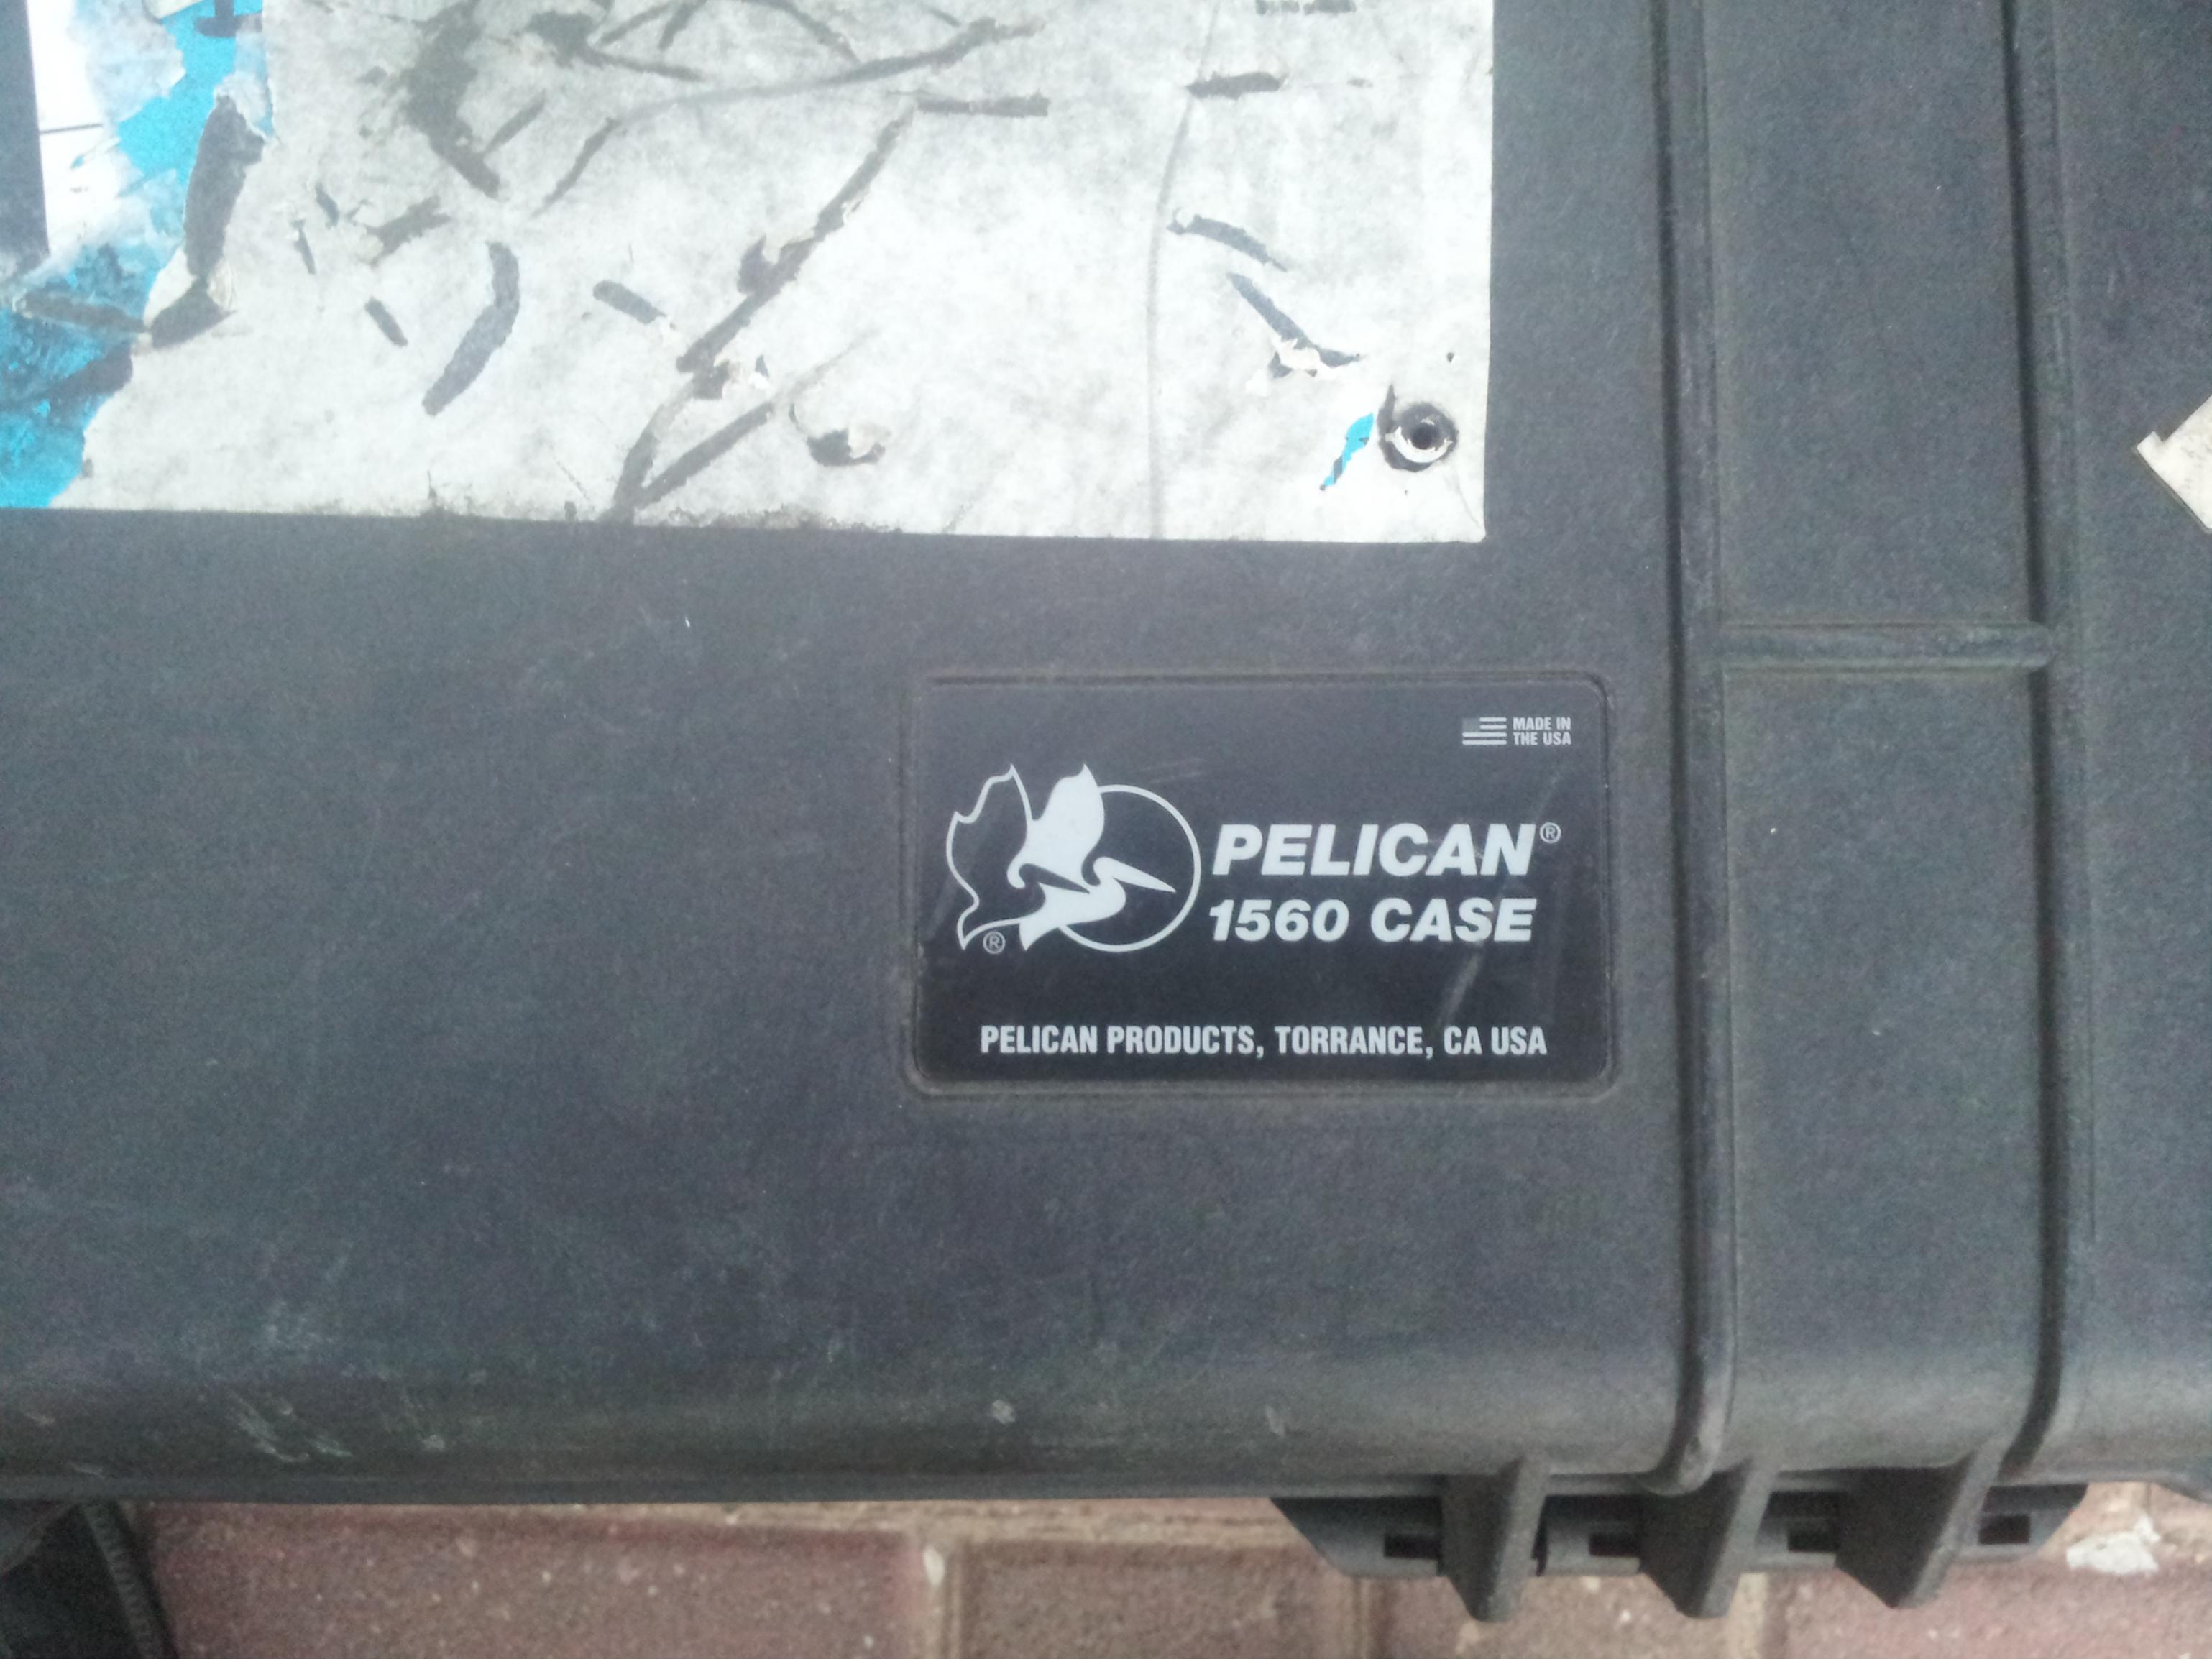 MADE IN
THE USA
PELICAN®
1560 CASE
®
PELICAN PRODUCTS, TORRANCE, CA USA